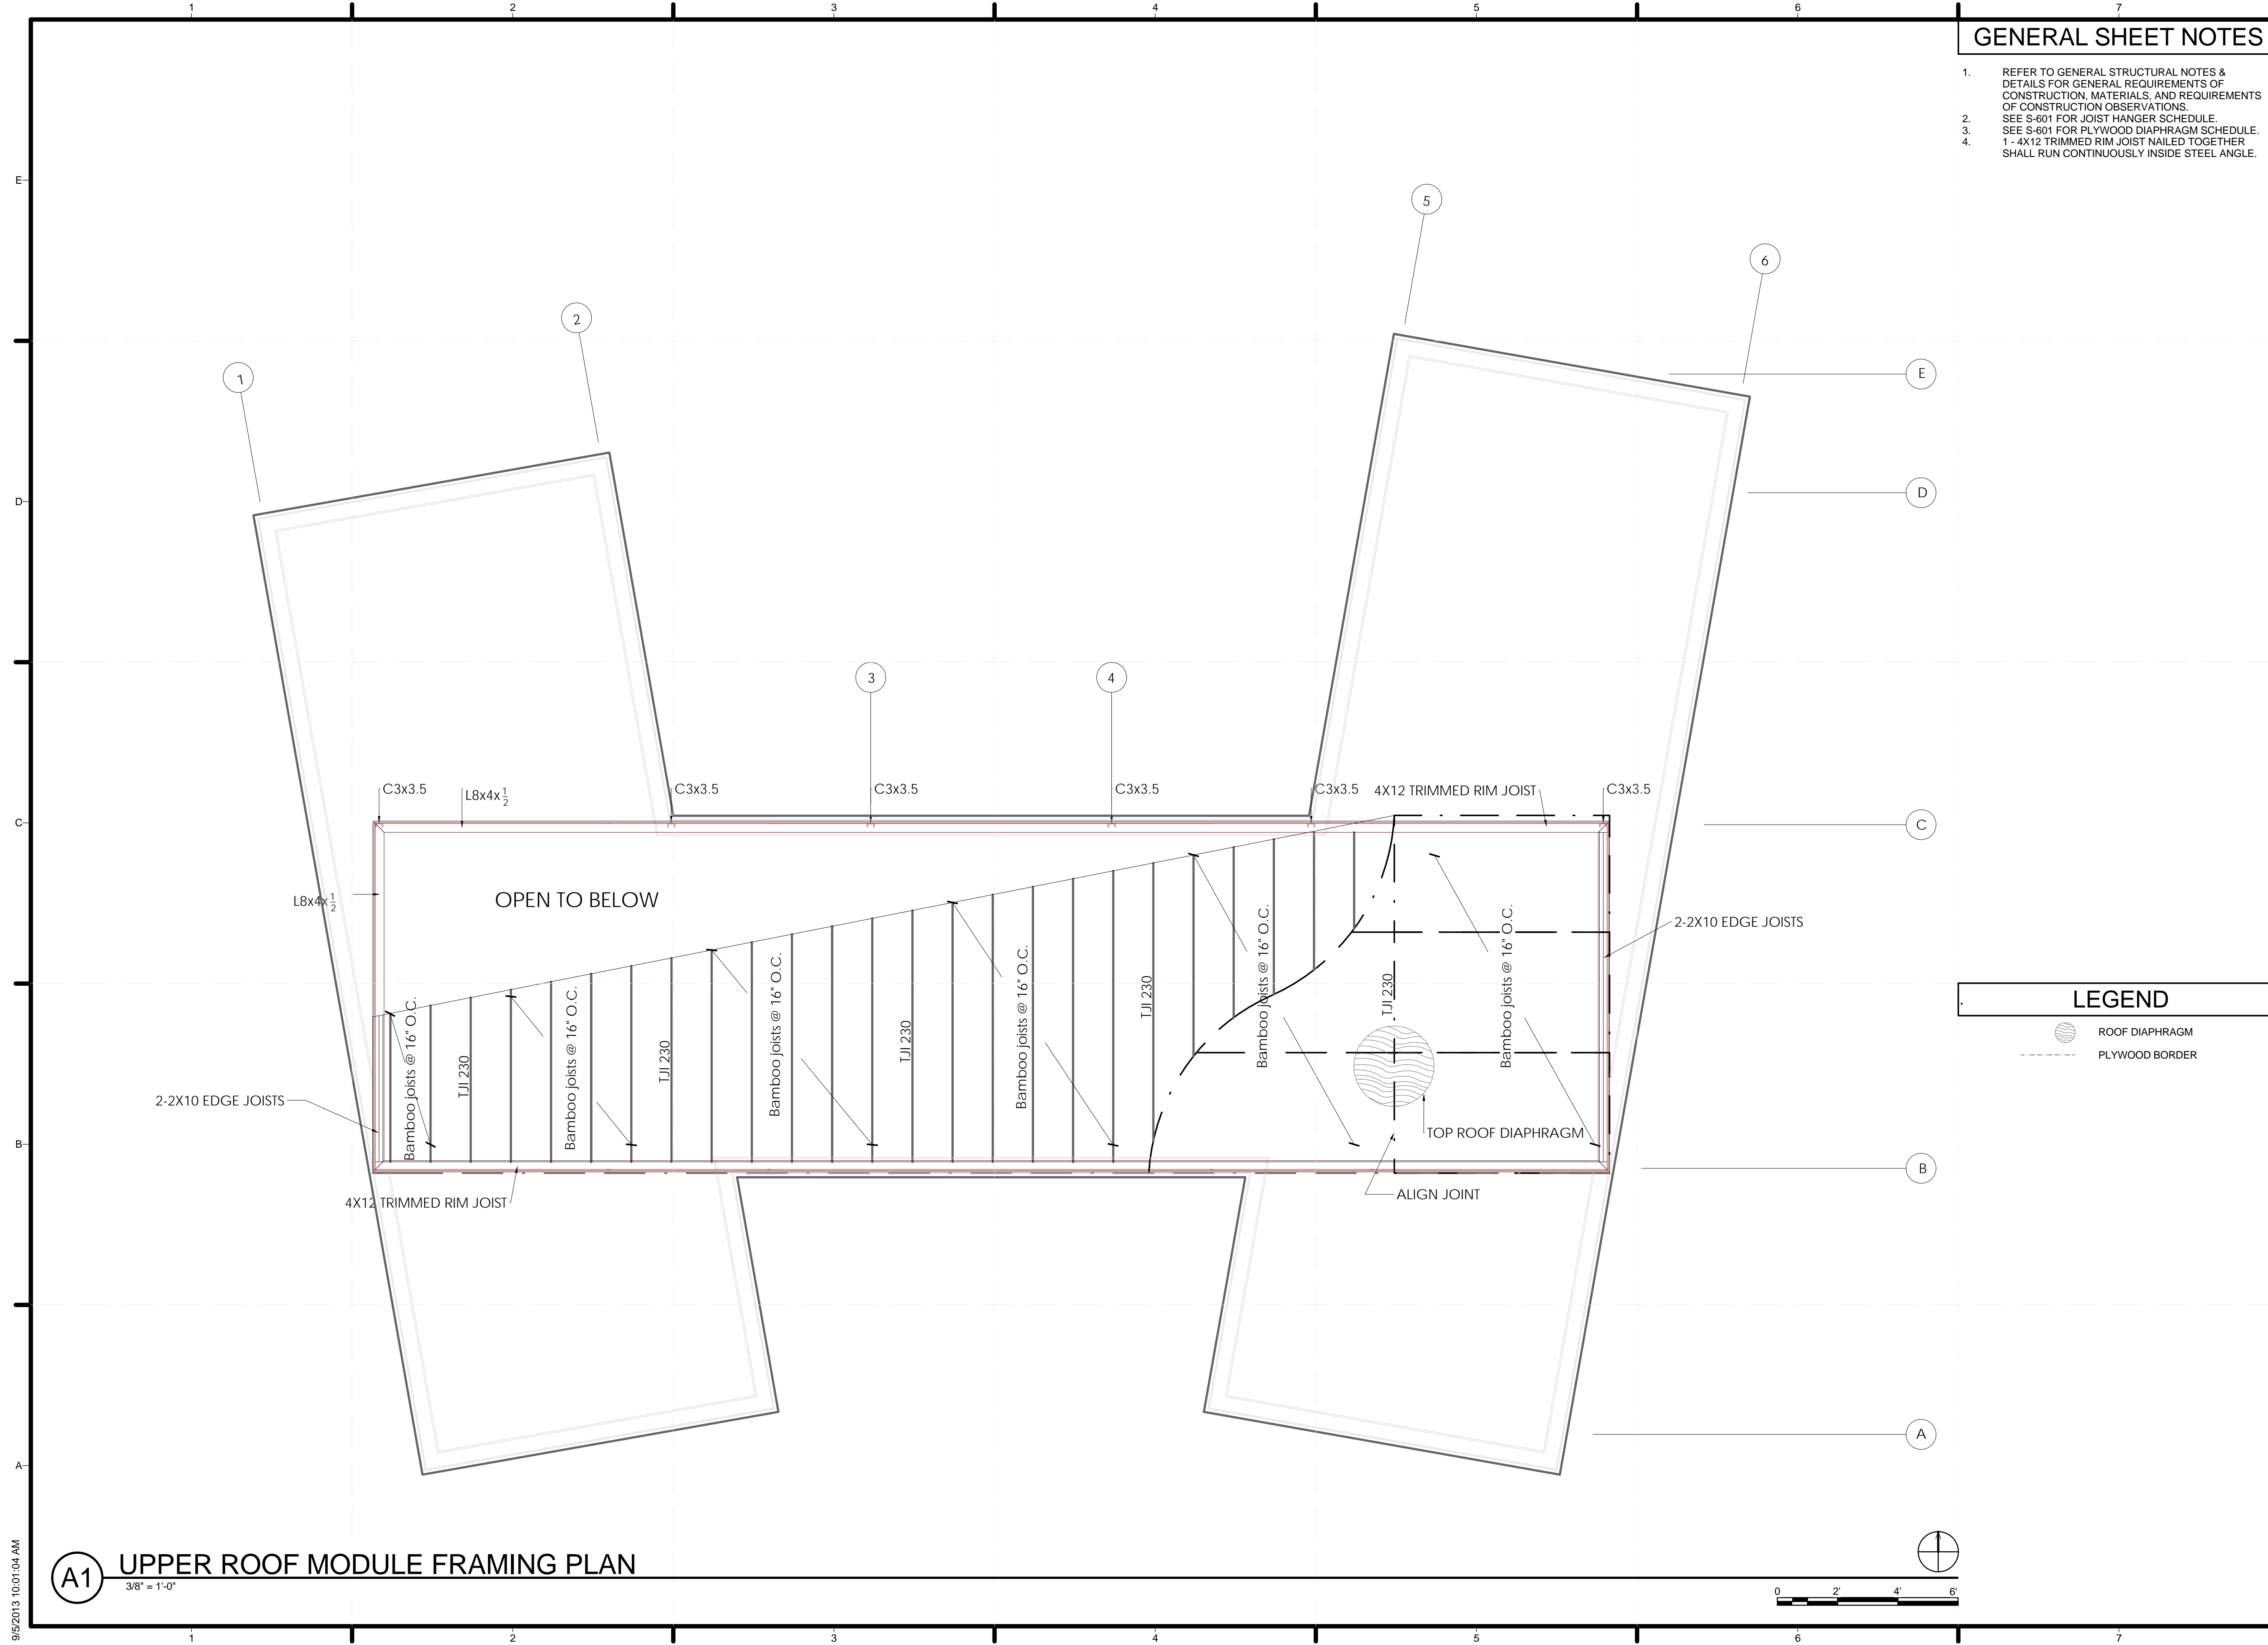 1 2 3 4 5 6 7
GENERAL SHEET NOTES
1. REFER TO GENERAL STRUCTURAL NOTES &
DETAILS FOR GENERAL REQUIREMENTS OF
CONSTRUCTION, MATERIALS, AND REQUIREMENTS
OF CONSTRUCTION OBSERVATIONS.
2. SEE S-601 FOR JOIST HANGER SCHEDULE.
3. SEE S-601 FOR PLYWOOD DIAPHRAGM SCHEDULE.
4. 1 - 4X12 TRIMMED RIM JOIST NAILED TOGETHER
SHALL RUN CONTINUOUSLY INSIDE STEEL ANGLE.
E
5
6
2
1
E
D
D
3
4
C3x3.5
L8x4x1/2
C3x3.5
C3x3.5
C3x3.5
C3x3.5
4X12 TRIMMED RIM JOIST
C3x3.5
C
C
L8x4x1/2
OPEN TO BELOW
2-2X10 EDGE JOISTS
Bamboo joists @ 16" O.C.
TJI 230
Bamboo joists @ 16" O.C.
TJI 230
Bamboo joists @ 16" O.C.
TJI 230
Bamboo joists @ 16" O.C.
TJI 230
Bamboo joists @ 16" O.C.
TJI 230
Bamboo joists @ 16" O.C.
LEGEND
ROOF DIAPHRAGM
PLYWOOD BORDER
2-2X10 EDGE JOISTS
TOP ROOF DIAPHRAGM
B
B
4X12 TRIMMED RIM JOIST
ALIGN JOINT
A
A
A1
UPPER ROOF MODULE FRAMING PLAN
3/8" = 1'-0"
0 2' 4' 6'
9/5/2013 10:01:04 AM
1 2 3 4 5 6 7